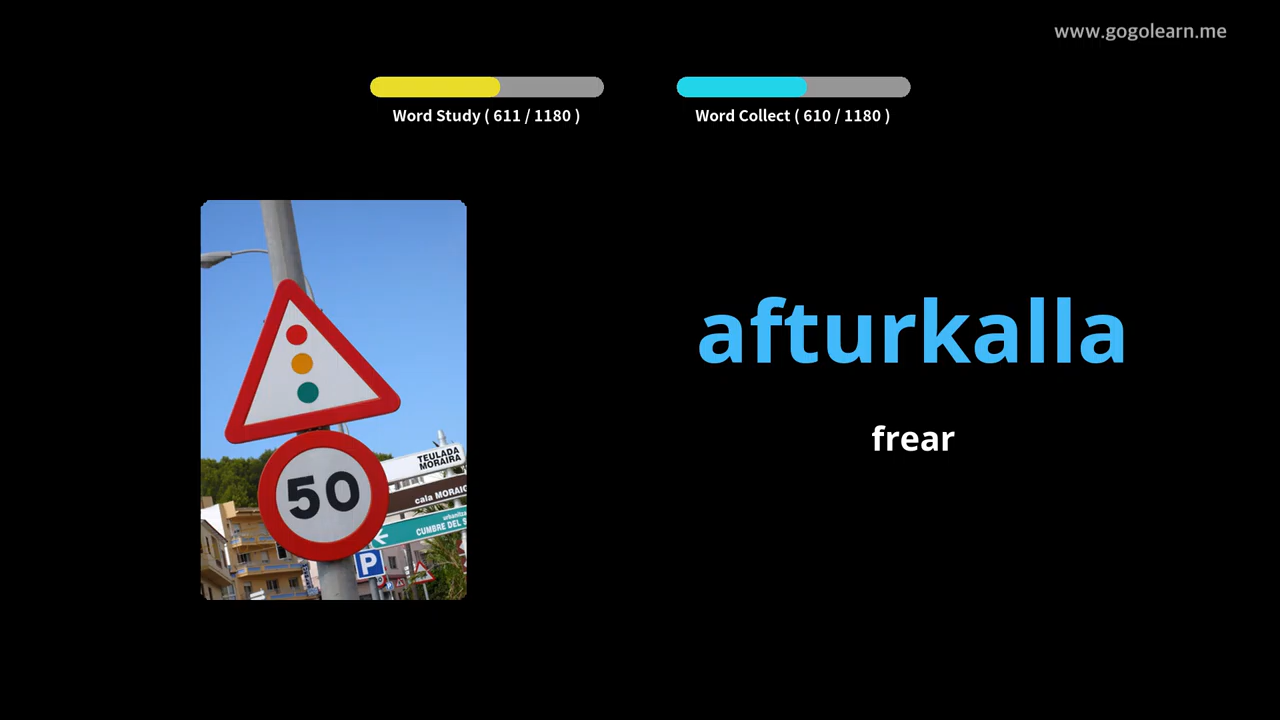 www.gogolearn.me
Word Study ( 611 / 1180 )
Word Collect ( 610 / 1180 )
afturkalla
frear
50
TEULADA
MORAIRA
cala
urbanitza
CUMBRE DEL
P